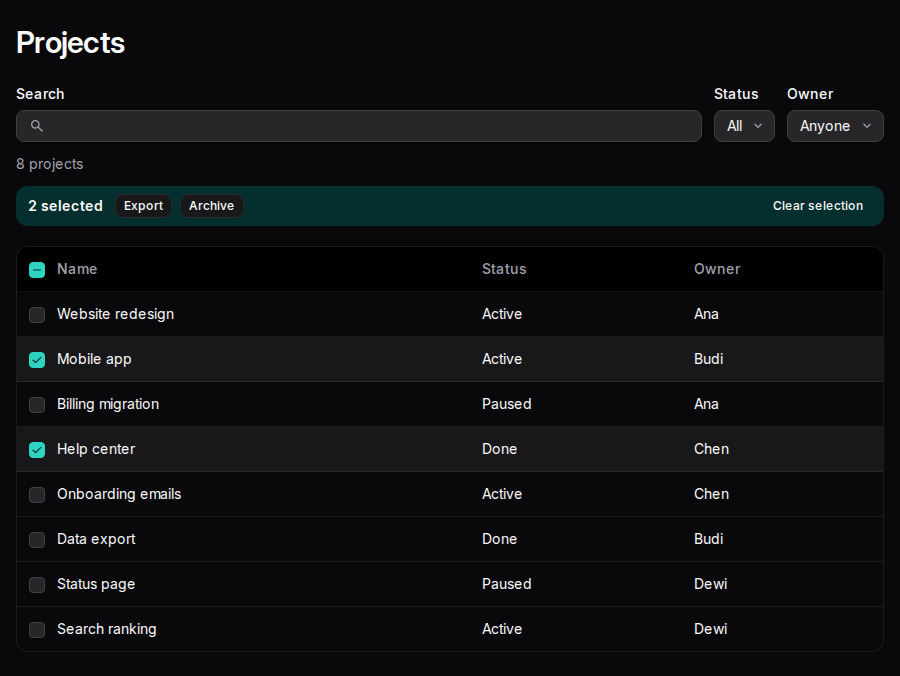 Projects
Search Status Owner
All Anyone
8 projects
2 selected Export Archive Clear selection
Name Status Owner
Website redesign Active Ana
Mobile app Active Budi
Billing migration Paused Ana
Help center Done Chen
Onboarding emails Active Chen
Data export Done Budi
Status page Paused Dewi
Search ranking Active Dewi